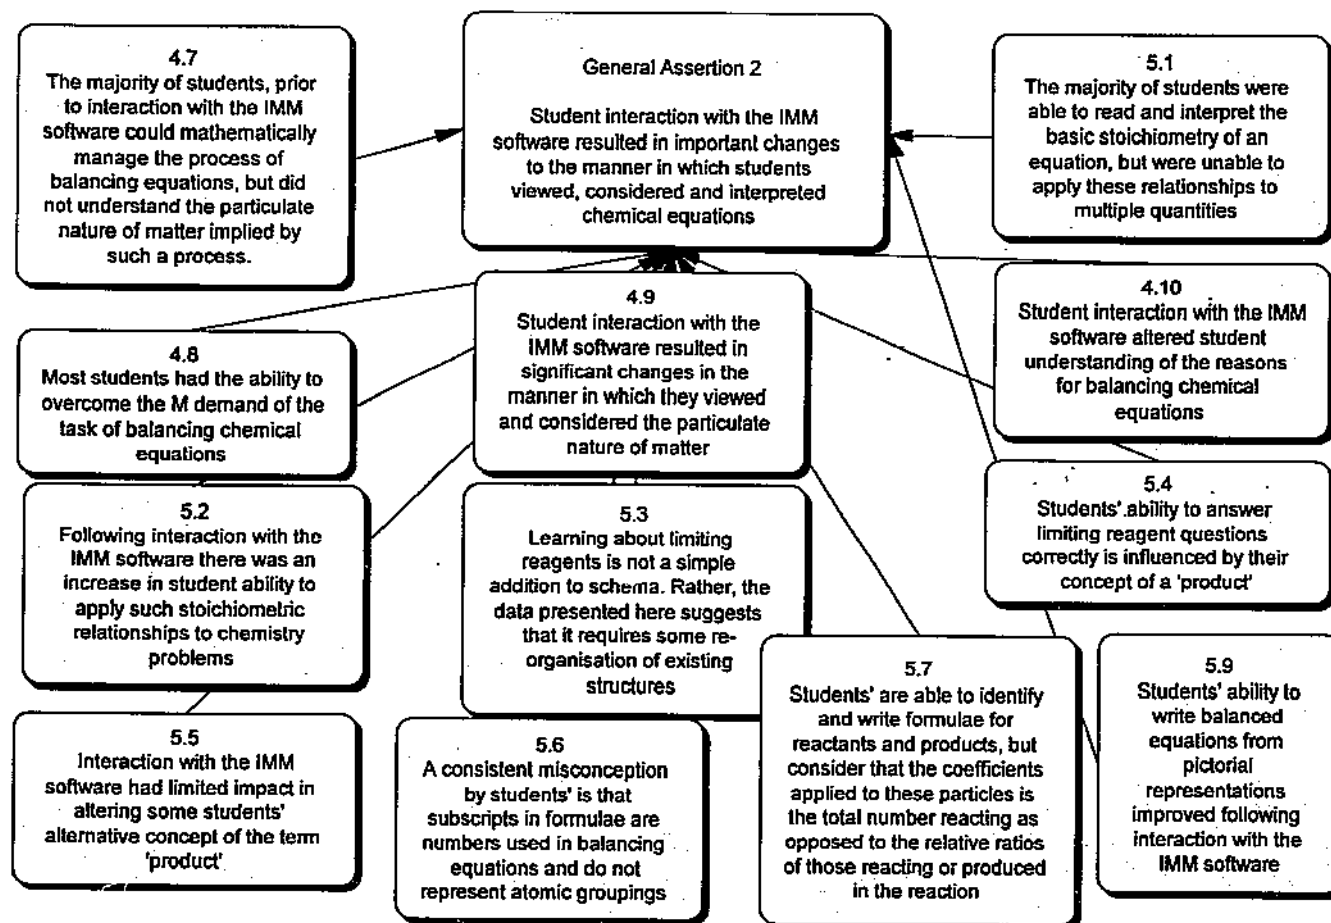 4.7
The majority of students, prior
to interaction with the IMM
software could mathematically
manage the process of
balancing equations, but did
not understand the particulate
nature of matter implied by
such a process.
General Assertion 2
Student interaction with the IMM
software resulted in important changes
to the manner in which students
viewed, considered and interpreted
chemical equations
5.1
The majority of students were
able to read and interpret the
basic stoichiometry of an
equation, but were unable to
apply these relationships to
multiple quantities
4.8
Most students had the ability to
overcome the M demand of the
task of balancing chemical
equations
4.9
Student interaction with the
IMM software resulted in
significant changes in the
manner in which they viewed
and considered the particulate
nature of matter
4.10
Student interaction with the IMM
software altered student
understanding of the reasons
for balancing chemical
equations
5.2
Following interaction with the
IMM software there was an
increase in student ability to
apply such stoichiometric
relationships to chemistry
problems
5.3
Learning about limiting
reagents is not a simple
addition to schema. Rather, the
data presented here suggests
that it requires some re-
organisation of existing
structures
5.4
Students' ability to answer
limiting reagent questions
correctly is influenced by their
concept of a 'product'
5.5
Interaction with the IMM
software had limited impact in
altering some students'
alternative concept of the term
'product'
5.6
A consistent misconception
by students' is that
subscripts in formulae are
numbers used in balancing
equations and do not
represent atomic groupings
5.7
Students' are able to identify
and write formulae for
reactants and products, but
consider that the coefficients
applied to these particles is
the total number reacting as
opposed to the relative ratios
of those reacting or produced
in the reaction
5.9
Students' ability to
write balanced
equations from
pictorial
representations
improved following
interaction with the
IMM software